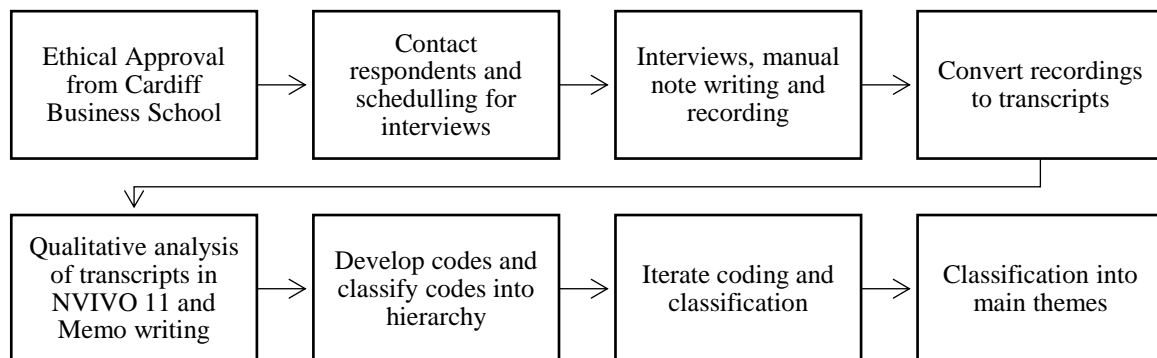 Ethical Approval
from Cardiff
Business School
Contact
respondents and
schedulling for
interviews
Interviews, manual
note writing and
recording
Convert recordings
to transcripts
Qualitative analysis
of transcripts in
NVIVO 11 and
Memo writing
Develop codes and
classify codes into
hierarchy
Iterate coding and
classification
Classification into
main themes